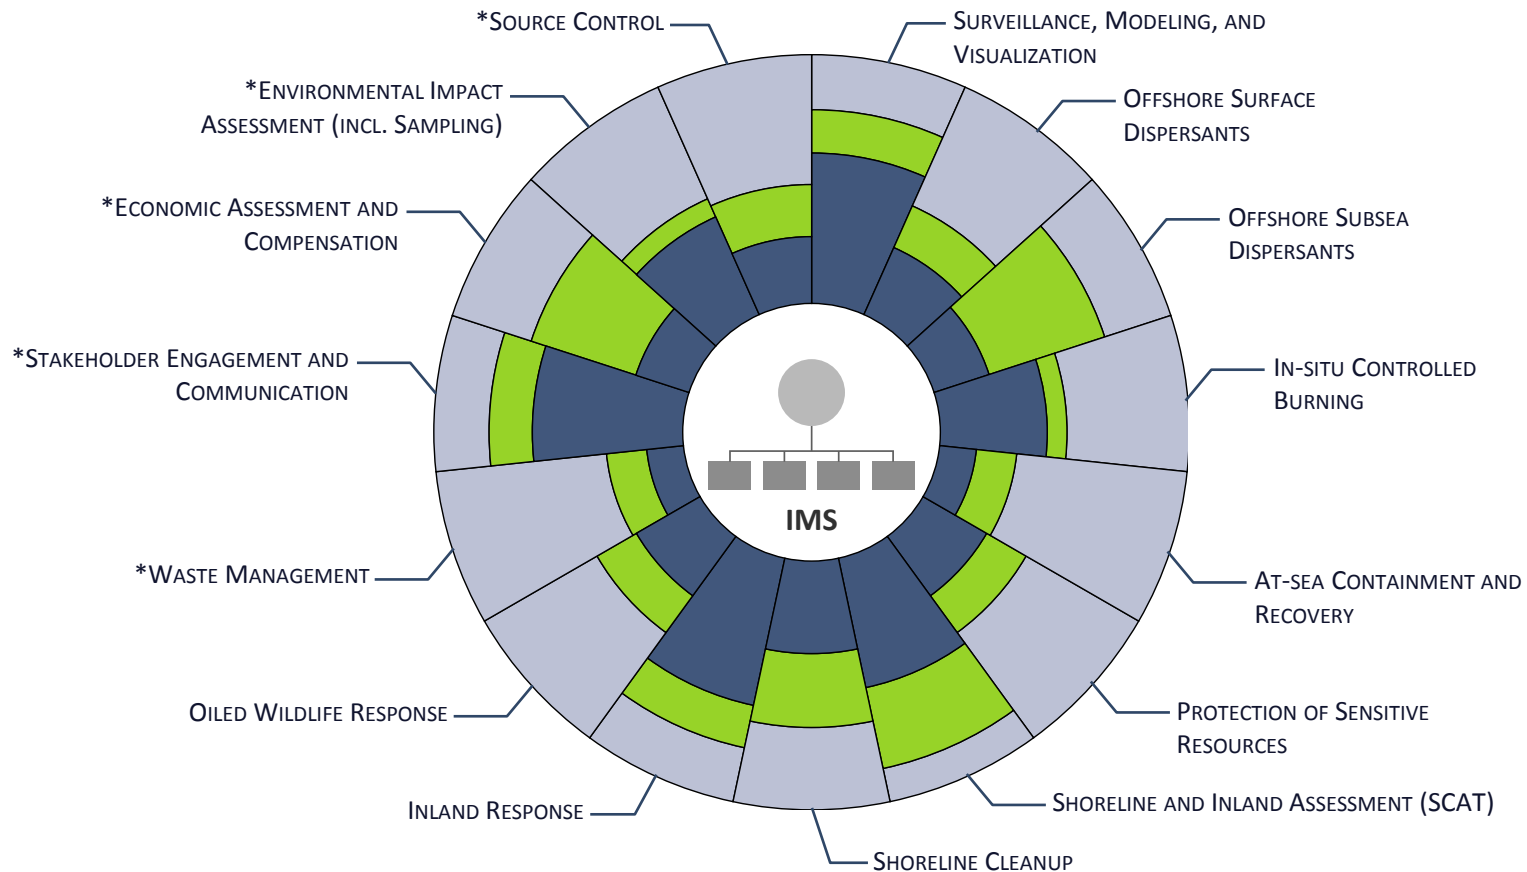 *Source Control
Surveillance, Modeling, and
Visualization
*Environmental Impact
Assessment (incl. Sampling)
Offshore Surface
Dispersants
*Economic Assessment and
Compensation
Offshore Subsea
Dispersants
*Stakeholder Engagement and
Communication
In-situ Controlled
Burning
IMS
*Waste Management
At-sea Containment and
Recovery
Oiled Wildlife Response
Protection of Sensitive
Resources
Inland Response
Shoreline and Inland Assessment (SCAT)
Shoreline Cleanup